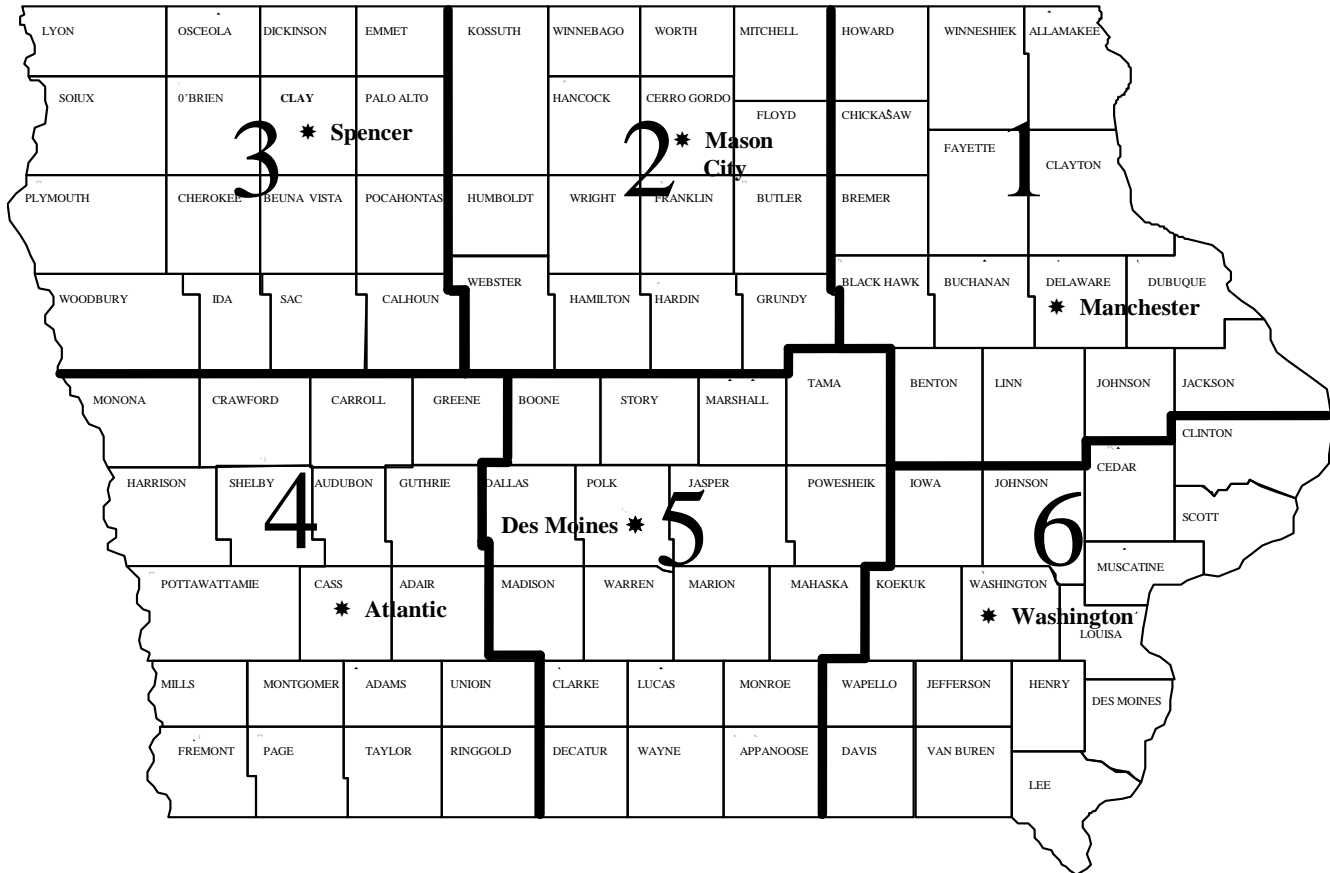 LYON OSCEOLA DICKINSON EMMET KOSSUTH WINNEBAGO WORTH MITCHELL HOWARD WINNESHIEK ALLAMAKEE
SOIUX 0'BRIEN CLAY PALO ALTO HANCOCK CERRO GORDO FLOYD CHICKASAW
3 Spencer 2 Mason City 1 FAYETTE CLAYTON
PLYMOUTH CHEROKEE BEUNA VISTA POCAHONTAS HUMBOLDT WRIGHT FRANKLIN BUTLER BREMER
WOODBURY IDA SAC CALHOUN WEBSTER HAMILTON HARDIN GRUNDY BLACK HAWK BUCHANAN DELAWARE DUBUQUE
Manchester
MONONA CRAWFORD CARROLL GREENE BOONE STORY MARSHALL TAMA BENTON LINN JOHNSON JACKSON
CLINTON
CEDAR
HARRISON SHELBY AUDUBON GUTHRIE DALLAS POLK JASPER POWESHEIK IOWA JOHNSON
4 Des Moines 5 6 SCOTT
MUSCATINE
POTTAWATTAMIE CASS ADAIR MADISON WARREN MARION MAHASKA KOEKUK WASHINGTON
Atlantic Washington
LOUISA
MILLS MONTGOMER ADAMS UNIOIN CLARKE LUCAS MONROE WAPELLO JEFFERSON HENRY
DES MOINES
FREMONT PAGE TAYLOR RINGGOLD DECATUR WAYNE APPANOOSE DAVIS VAN BUREN
LEE